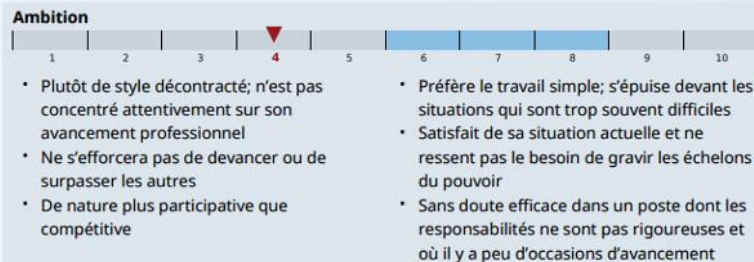 Ambition
1 2 3 4 5 6 7 8 9 10
• Plutôt de style décontracté; n'est pas
concentré attentivement sur son
avancement professionnel
• Ne s'efforcera pas de devancer ou de
surpasser les autres
• De nature plus participative que
compétitive
• Préfère le travail simple; s'épuise devant les
situations qui sont trop souvent difficiles
• Satisfait de sa situation actuelle et ne
ressent pas le besoin de gravir les échelons
du pouvoir
• Sans doute efficace dans un poste dont les
responsabilités ne sont pas rigoureuses et
où il y a peu d'occasions d'avancement